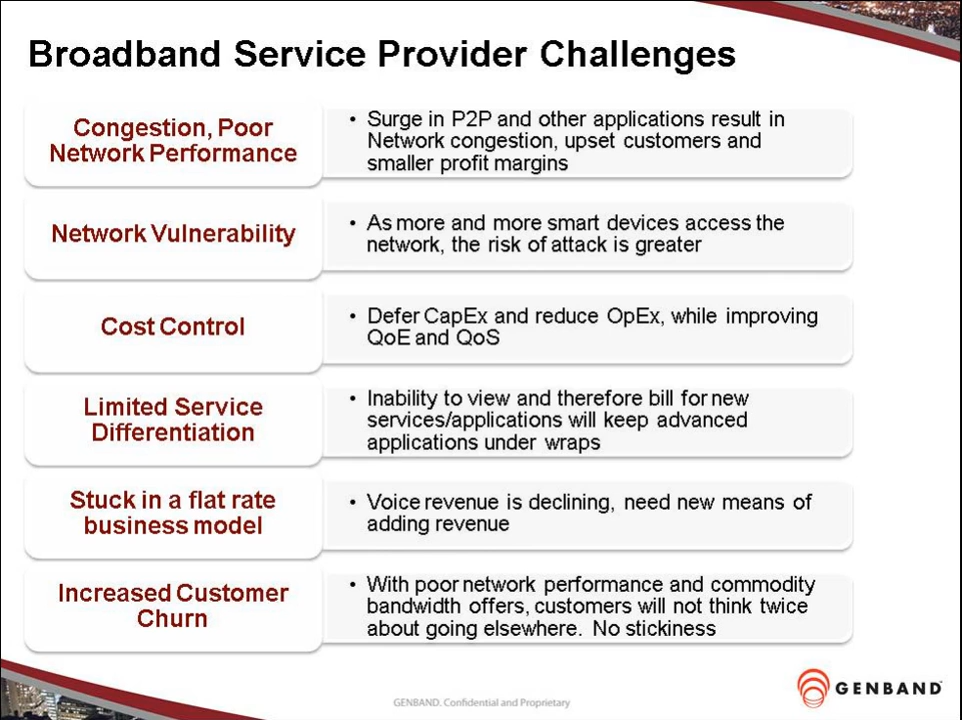 Broadband Service Provider Challenges
Congestion, Poor
Network Performance
• Surge in P2P and other applications result in
Network congestion, upset customers and
smaller profit margins
Network Vulnerability
• As more and more smart devices access the
network, the risk of attack is greater
Cost Control
• Defer CapEx and reduce OpEx, while improving
QoE and QoS
Limited Service
Differentiation
• Inability to view and therefore bill for new
services/applications will keep advanced
applications under wraps
Stuck in a flat rate
business model
• Voice revenue is declining, need new means of
adding revenue
Increased Customer
Churn
• With poor network performance and commodity
bandwidth offers, customers will not think twice
about going elsewhere. No stickiness
GENBAND. Confidential and Proprietary
GENBAND™